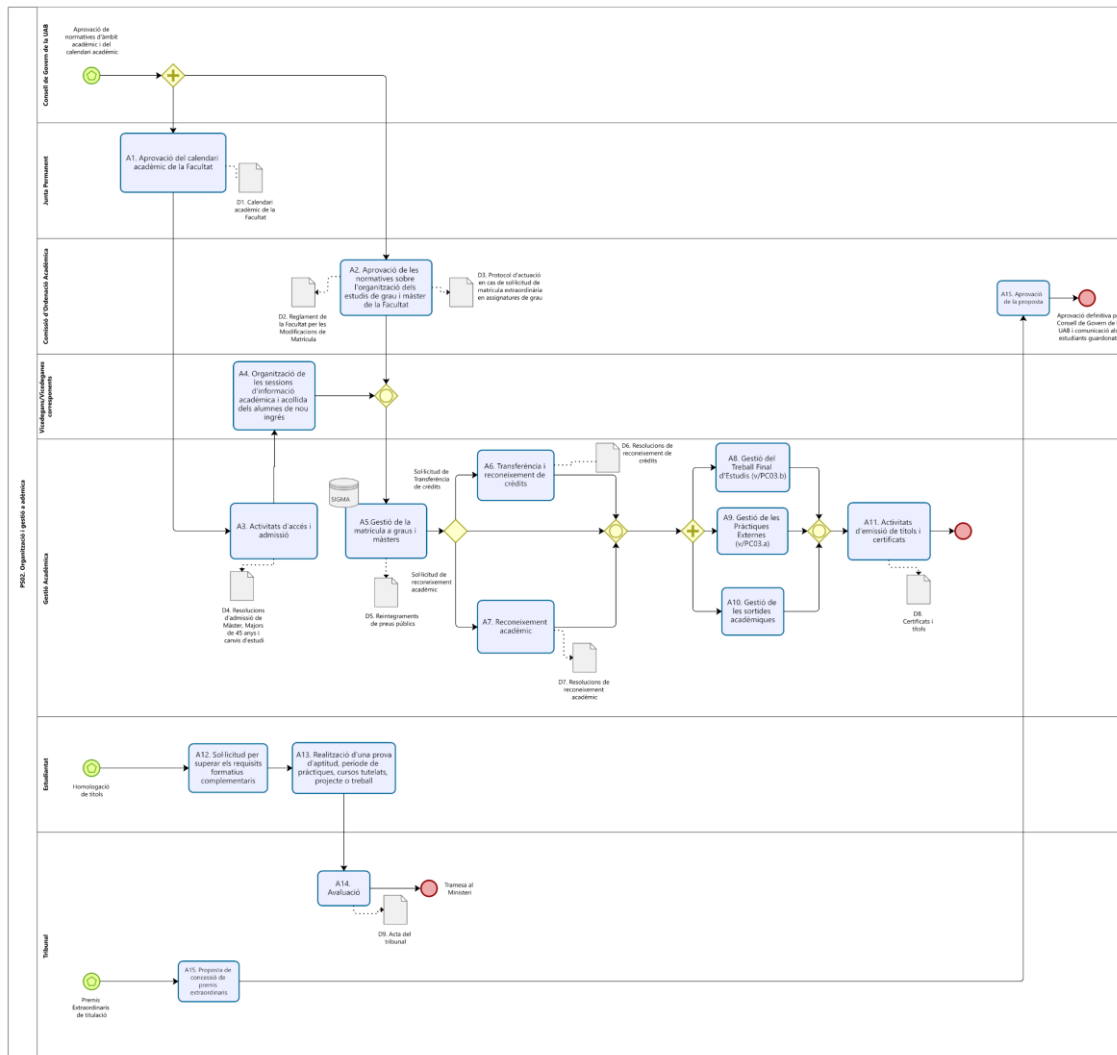 PS02. Organització i gestió a adèmica
Consell de Govern de la UAB
Aprovació de
normatives d'àmbit
acadèmic i del
calendari acadèmic
Junta Permanent
A1. Aprovació del calendari
acadèmic de la Facultat
D1. Calendari
acadèmic de la
Facultat
Comissió d'Ordenació Acadèmica
A2. Aprovació de les
normatives sobre
l'organització dels
estudis de grau i màster
de la Facultat
D2. Reglament de
la Facultat per les
Modificacions de
Matrícula
D3. Protocol d'actuació
en cas de sol·licitud de
matrícula extraordinària
en assignatures de grau
A15. Aprovació
de la proposta
Aprovació definitiva p
Consell de Govern de l
UAB i comunicació al
estudiants guardonat
Vicedegans/Vicedeganes
corresponents
A4. Organització de
les sessions
d'informació
acadèmica i acollida
dels alumnes de nou
ingrés
Gestió Acadèmica
A3. Activitats d'accés i
admissió
D4. Resolucions
d'admissió de
Màster, Majors
de 45 anys i
canvis d'estudi
SIGMA
A5.Gestió de la
matrícula a graus i
màsters
D5. Reintegraments
de preus públics
Sol·licitud de
Transferència
de crèdits
Sol·licitud de
reconeixement
acadèmic
A6. Transferència i
reconeixement de
crèdits
D6. Resolucions de
reconeixement de
crèdits
A7. Reconeixement
acadèmic
D7. Resolucions de
reconeixement
acadèmic
A8. Gestió del
Treball Final
d'Estudis (v/PC03.b)
A9. Gestió de les
Pràctiques
Externes
(v/PC03.a)
A10. Gestió de
les sortides
acadèmiques
A11. Activitats
d'emissió de títols i
certificats
D8.
Certificats i
títols
Estudiantat
Homologació
de títols
A12. Sol·licitud per
superar els requisits
formatius
complementaris
A13. Realització d'una prova
d'aptitud, període de
pràctiques, cursos tutelats,
projecte o treball
Tribunal
A14.
Avaluació
Tramesa al
Ministeri
D9. Acta del
tribunal
Premis
Extraordinaris
de titulació
A15. Proposta de
concessió de
premis
extraordinaris